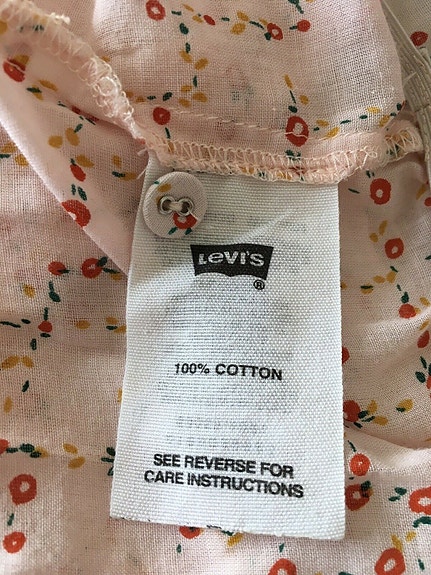 Levi's
®
100% COTTON
SEE REVERSE FOR
CARE INSTRUCTIONS